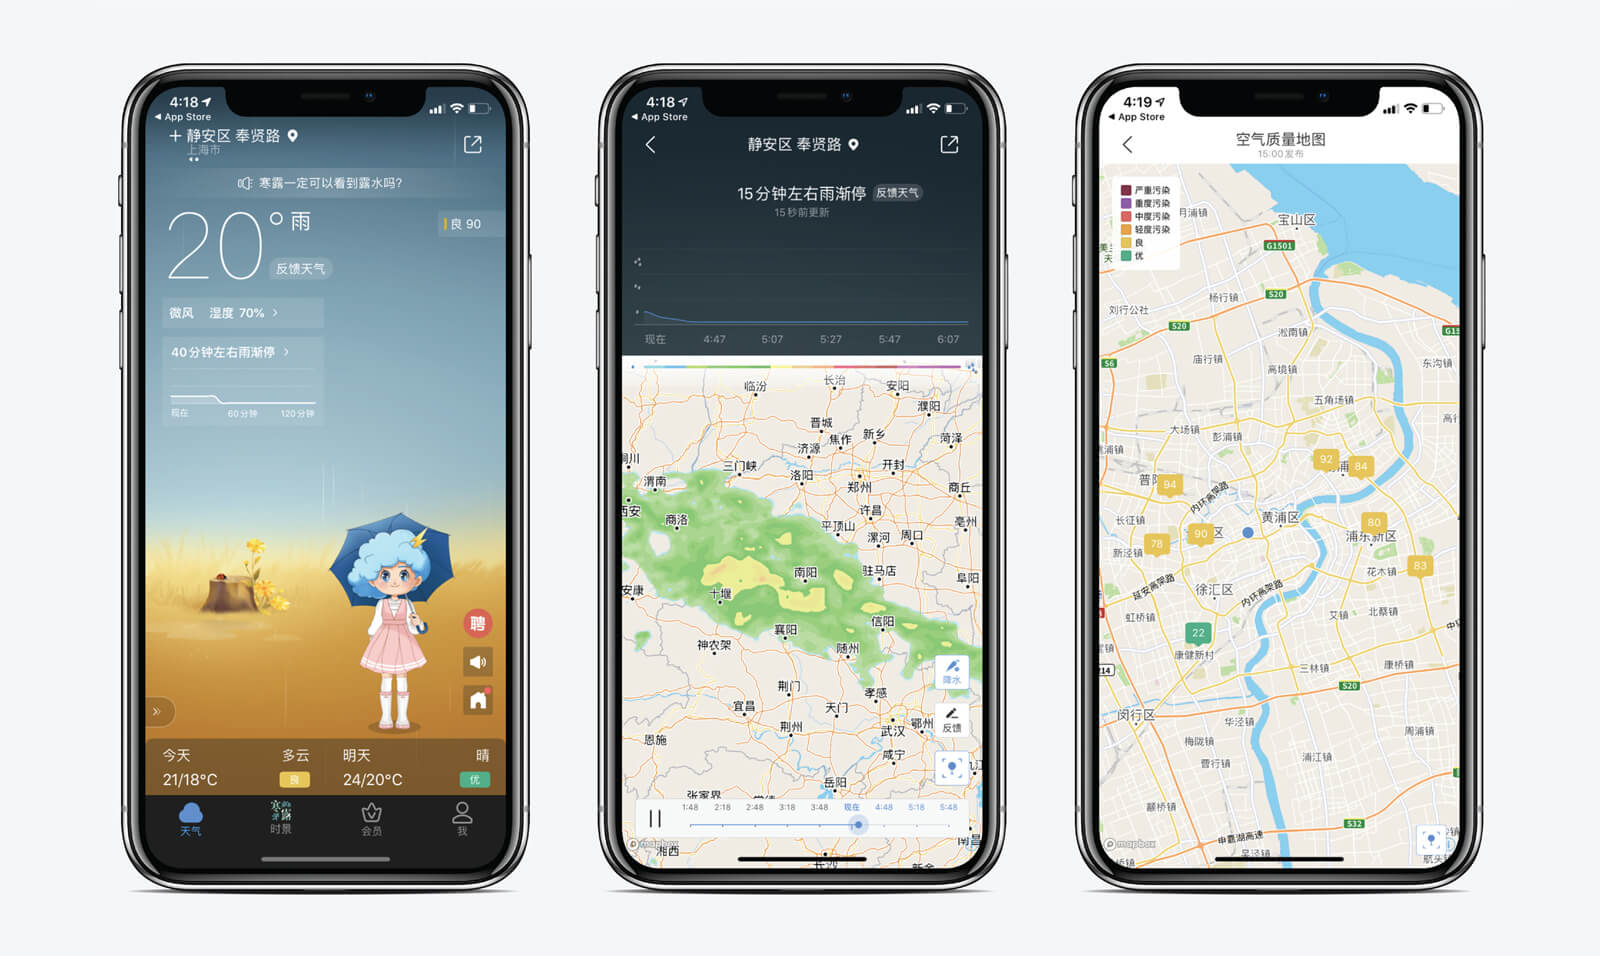 4:18
App Store
静安区 奉贤路
上海市
寒露一定可以看到露水吗?
20° 雨
良 90
反馈天气
微风 湿度 70%
40分钟左右雨渐停
现在 60分钟 120分钟
聘
今天 多云 明天 晴
21/18°C 良 24/20°C 优
寒露
天气 时景 会员 我
4:18
App Store
静安区 奉贤路
15分钟左右雨渐停 反馈天气
15秒前更新
现在 4:47 5:07 5:27 5:47 6:07
临汾 长治 安阳
濮阳
晋城
焦作 新乡 菏泽
济源
三门峡 开封
渭南 洛阳
郑州 商丘
西安 商洛 许昌
平顶山 亳州
漯河 周口
南阳 驻马店
安康 十堰 阜阳
信阳
襄阳
神农架 随州
降水
荆门 孝感
宜昌 天门
荆州 武汉 鄂州 反馈
恩施
咸宁
岳阳
张家界
1:48 2:18 2:48 3:18 3:48 现在 4:48 5:18 5:48
mapbox
湘西
长沙
南昌
4:19
App Store
空气质量地图
15:00发布
严重污染
重度污染
中度污染
轻度污染
良
优
月浦镇
宝山区
G1501
杨行镇 S20
刘行公社
S20 淞南镇
G15
S6 庙行镇 东沟镇
高境镇
五角场镇
大场镇
彭浦镇
92
84
94
内环高架路
长征镇 黄浦区 80
90 浦东新区
78
新泾镇 83
花木镇
延安高架路 徐汇区 内环高架路
虹桥镇 艾镇 北蔡镇
22
康健新村
三林镇 康桥镇
S20
闵行区 华泾镇
周浦镇
梅陇镇
曹行镇 浦江镇
颛桥镇
S32
申嘉湖高速
mapbox
航头镇